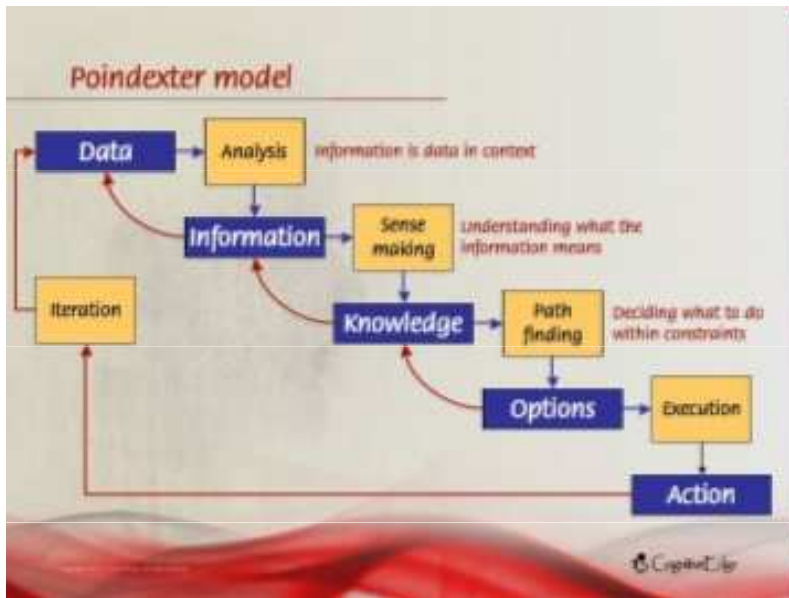 Poindexter model
Data
Analysis
Information is data in context
Information
Sense
making
Understanding what the
information means
Iteration
Knowledge
Path
finding
Deciding what to do
within constraints
Options
Execution
Action